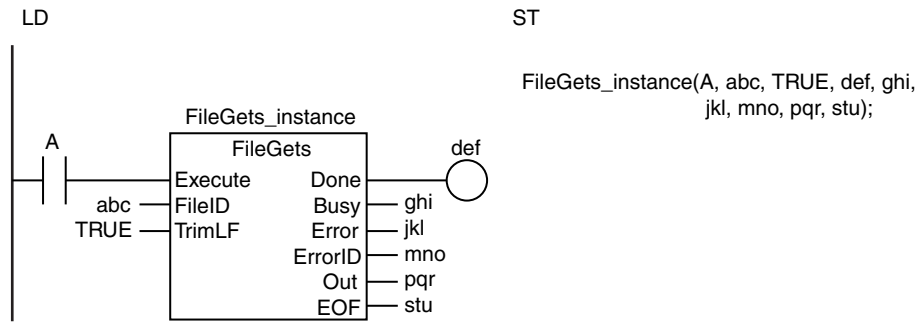 LD
ST
FileGets_instance(A, abc, TRUE, def, ghi,
jkl, mno, pqr, stu);
FileGets_instance
A
FileGets
def
Execute
Done
abc
FileID
Busy
ghi
TRUE
TrimLF
Error
jkl
ErrorID
mno
Out
pqr
EOF
stu